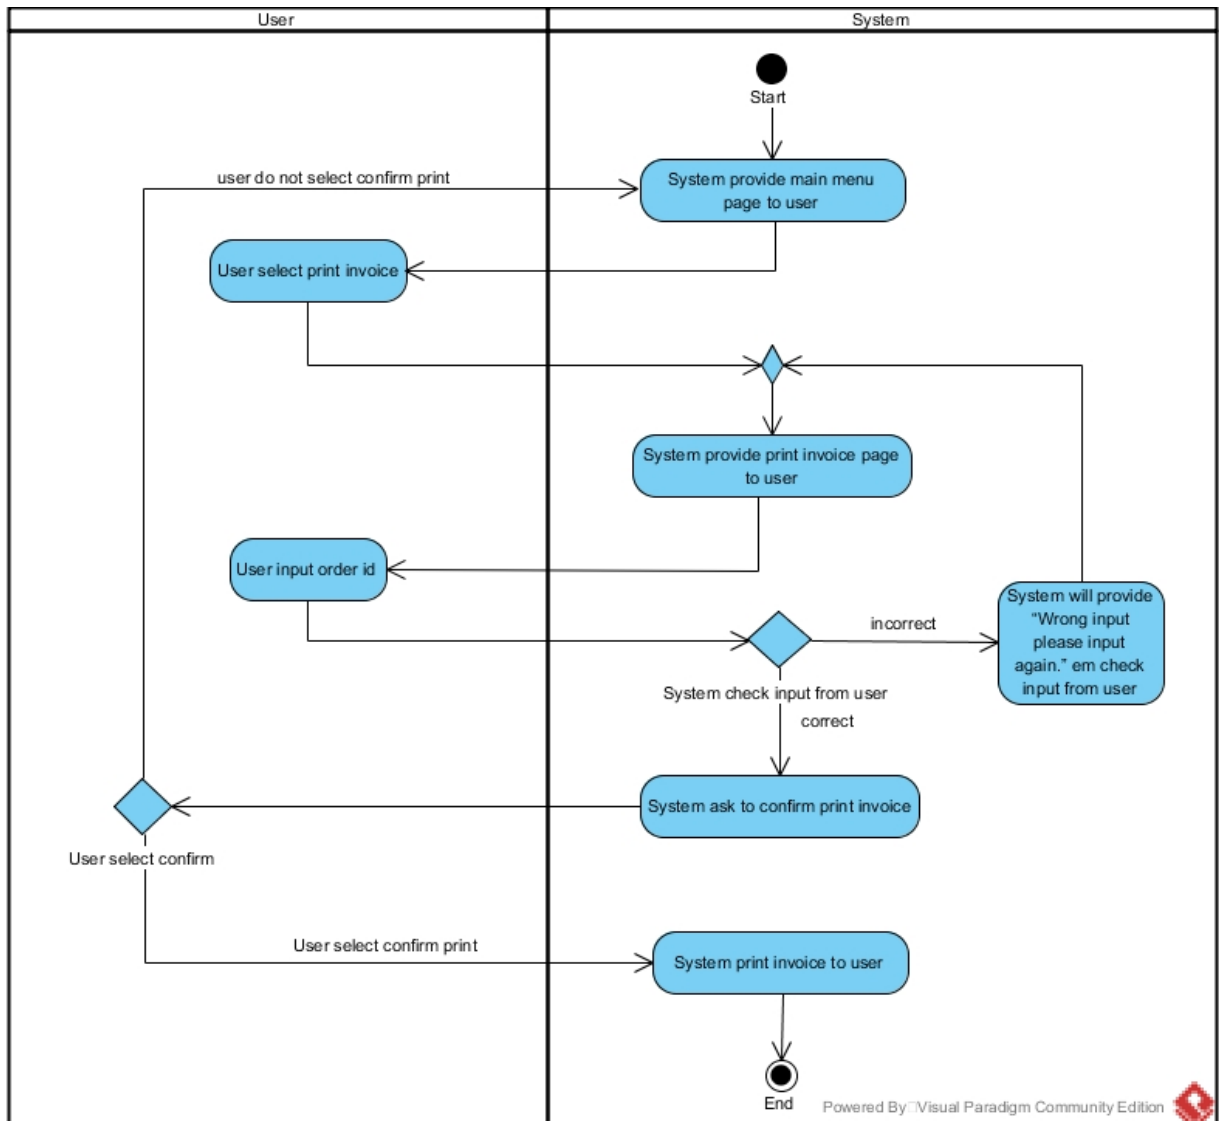 User
System
Start
user do not select confirm print
System provide main menu
page to user
User select print invoice
System provide print invoice page
to user
User input order id
incorrect
System will provide
“Wrong input
please input
again.” em check
input from user
System check input from user
correct
System ask to confirm print invoice
User select confirm
User select confirm print
System print invoice to user
End
Powered By Visual Paradigm Community Edition